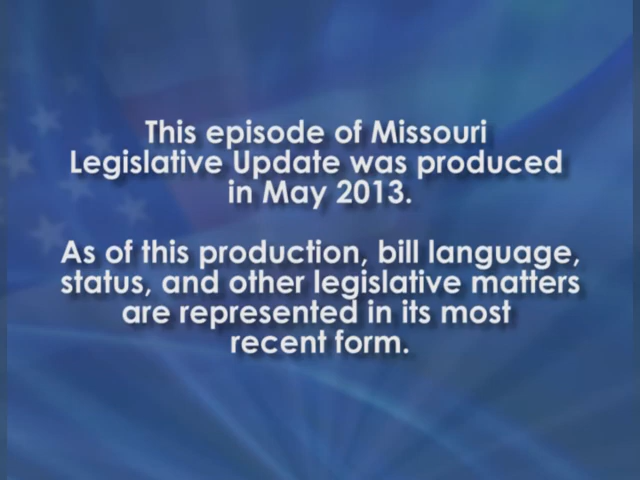 This episode of Missouri
Legislative Update was produced
in May 2013.
As of this production, bill language,
status, and other legislative matters
are represented in its most
recent form.